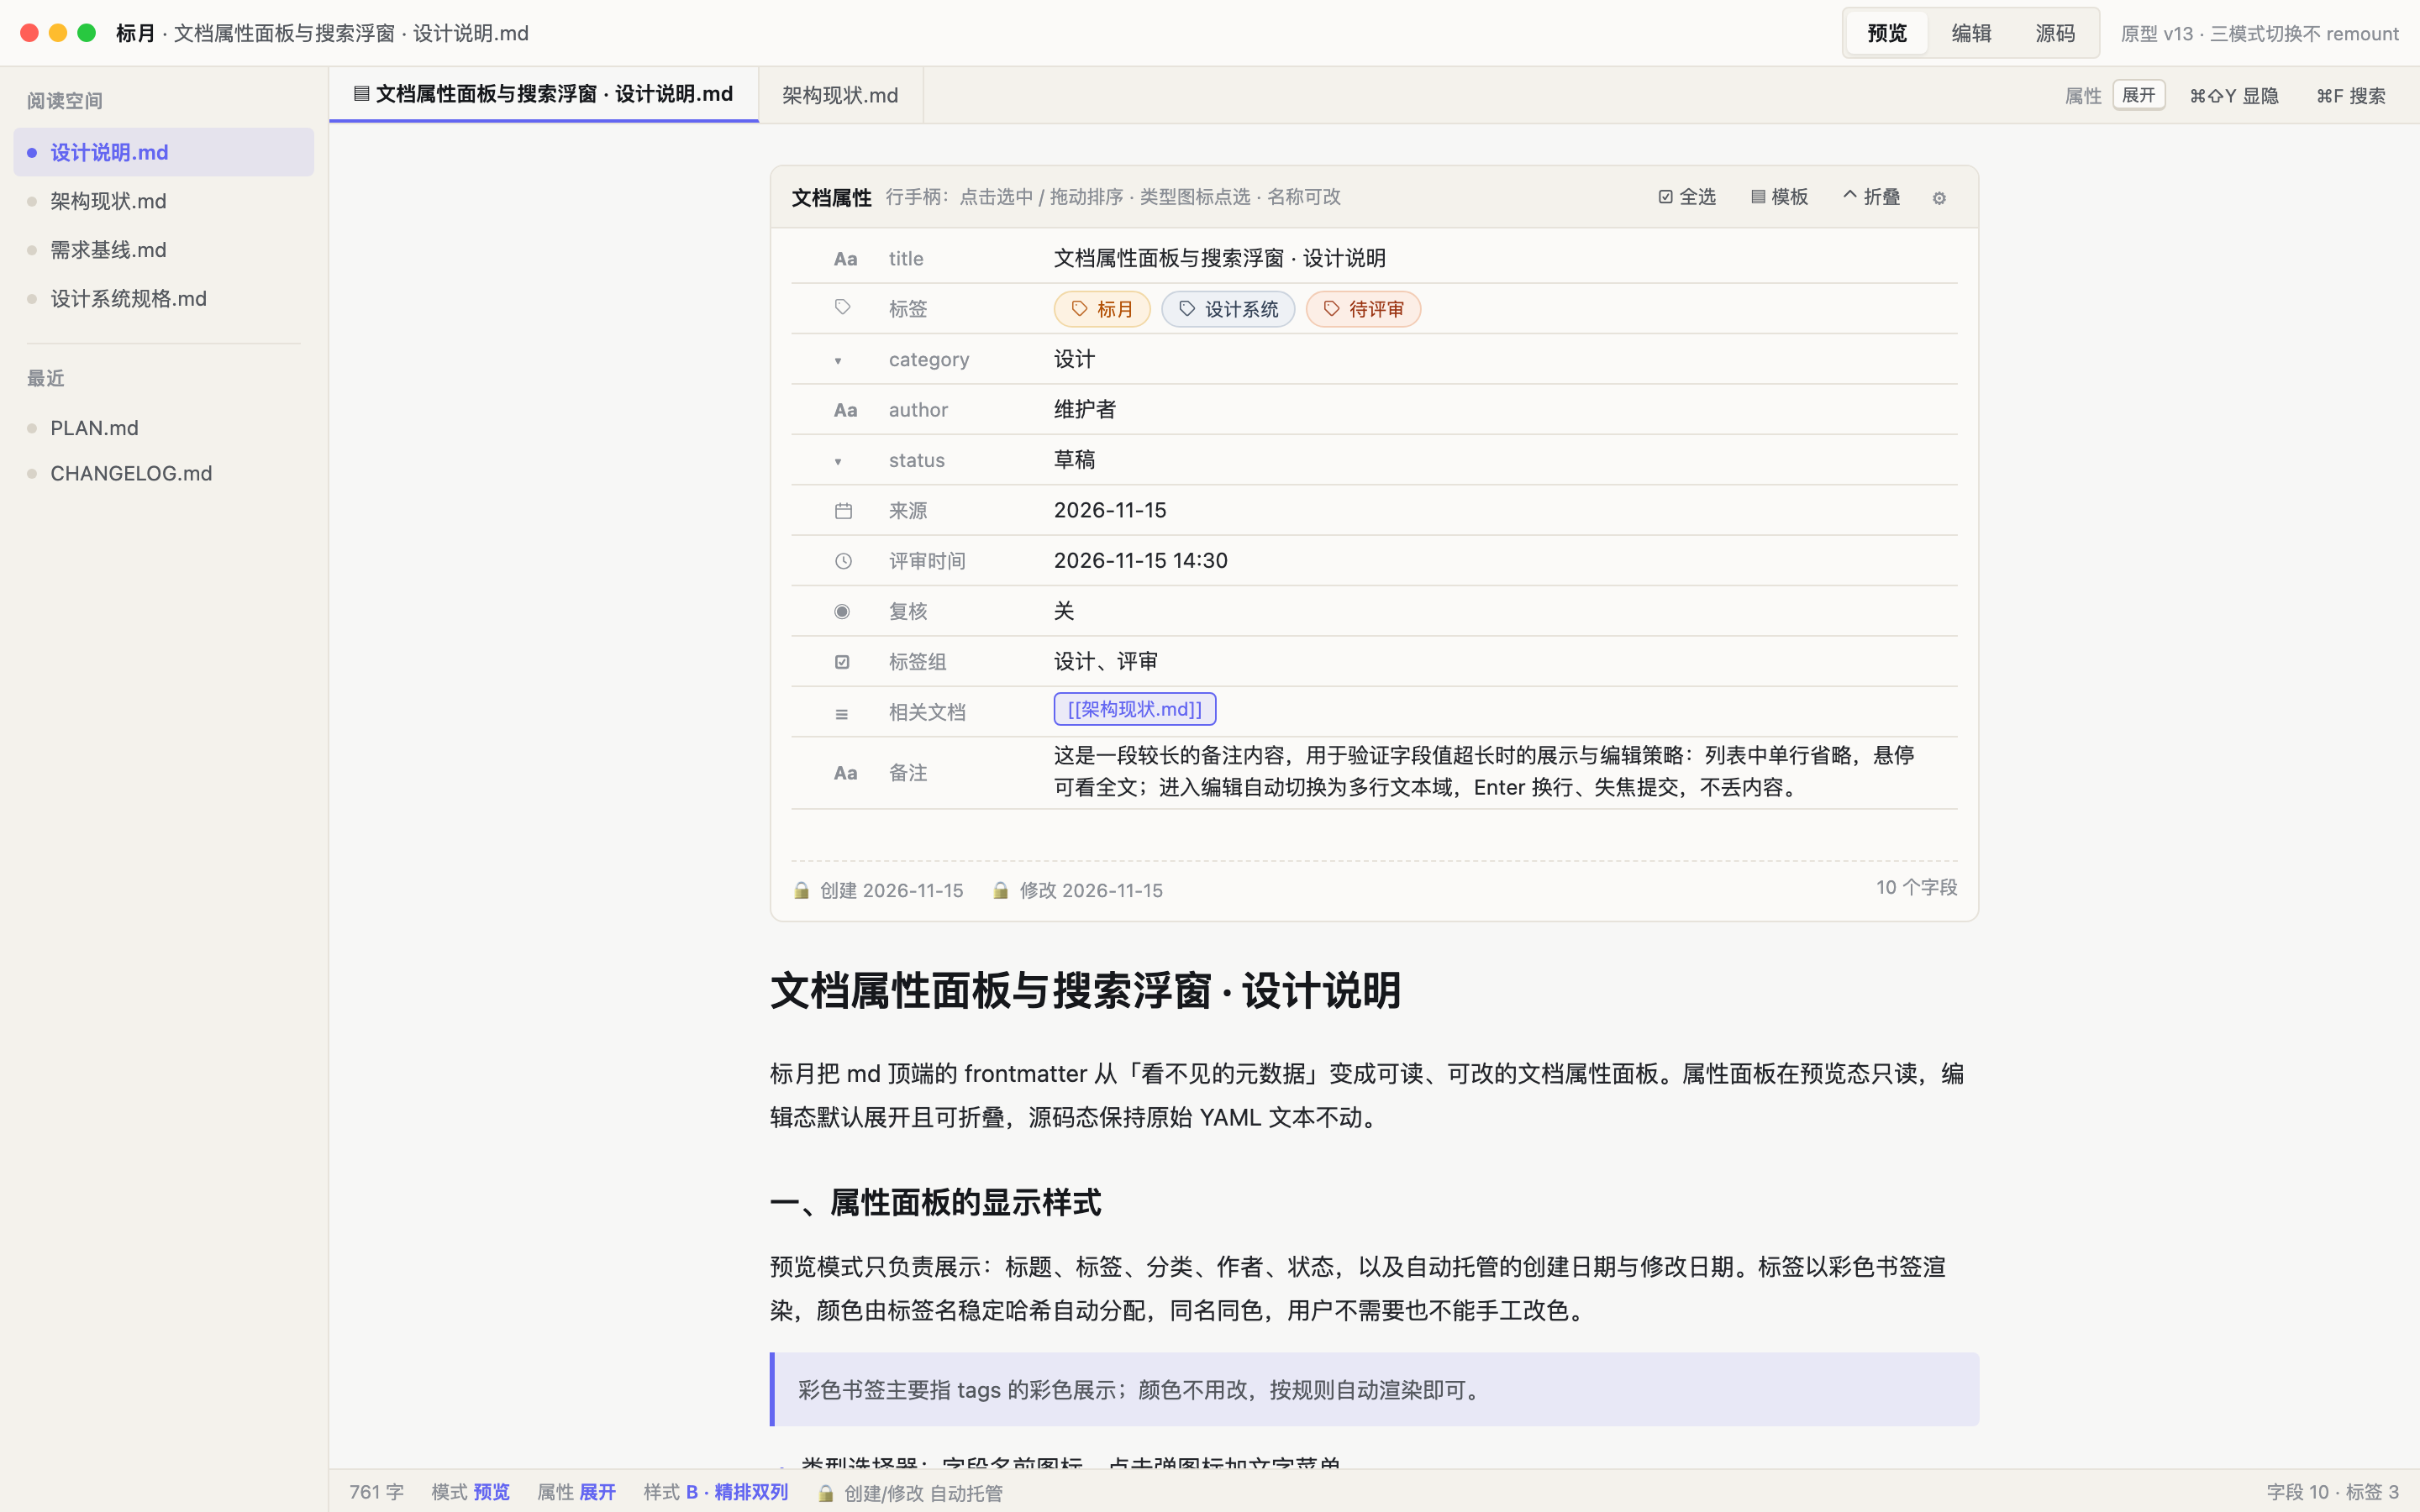 标月 · 文档属性面板与搜索浮窗 · 设计说明.md
预览 编辑 源码 原型 v13 · 三模式切换不 remount
阅读空间
设计说明.md
架构现状.md
需求基线.md
设计系统规格.md
最近
PLAN.md
CHANGELOG.md
文档属性面板与搜索浮窗 · 设计说明.md 架构现状.md
属性 展开 ⌘⇧Y 显隐 ⌘F 搜索
文档属性 行手柄：点击选中 / 拖动排序 · 类型图标点选 · 名称可改 全选 模板 折叠
Aa title 文档属性面板与搜索浮窗 · 设计说明
标签 标月 设计系统 待评审
category 设计
Aa author 维护者
status 草稿
来源 2026-11-15
评审时间 2026-11-15 14:30
复核 关
标签组 设计、评审
相关文档 [[架构现状.md]]
Aa 备注 这是一段较长的备注内容，用于验证字段值超长时的展示与编辑策略：列表中单行省略，悬停
可看全文；进入编辑自动切换为多行文本域，Enter 换行、失焦提交，不丢内容。
创建 2026-11-15 修改 2026-11-15 10 个字段
文档属性面板与搜索浮窗 · 设计说明
标月把 md 顶端的 frontmatter 从「看不见的元数据」变成可读、可改的文档属性面板。属性面板在预览态只读，编
辑态默认展开且可折叠，源码态保持原始 YAML 文本不动。
一、属性面板的显示样式
预览模式只负责展示：标题、标签、分类、作者、状态，以及自动托管的创建日期与修改日期。标签以彩色书签渲
染，颜色由标签名稳定哈希自动分配，同名同色，用户不需要也不能手工改色。
彩色书签主要指 tags 的彩色展示；颜色不用改，按规则自动渲染即可。
类型选择器：字段名前图标，点击弹图标加文字菜单
761 字 模式 预览 属性 展开 样式 B · 精排双列 创建/修改 自动托管 字段 10 · 标签 3